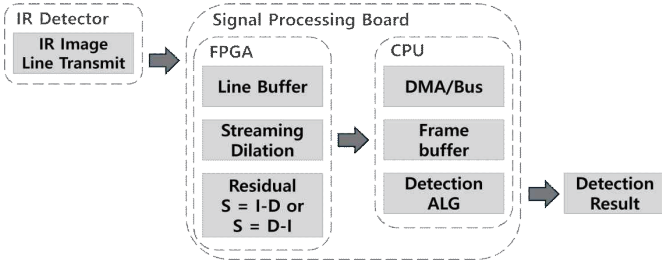 IR Detector
IR Image
Line Transmit
Signal Processing Board
FPGA
Line Buffer
Streaming
Dilation
Residual
S = I-D or
S = D-I
CPU
DMA/Bus
Frame
buffer
Detection
ALG
Detection
Result